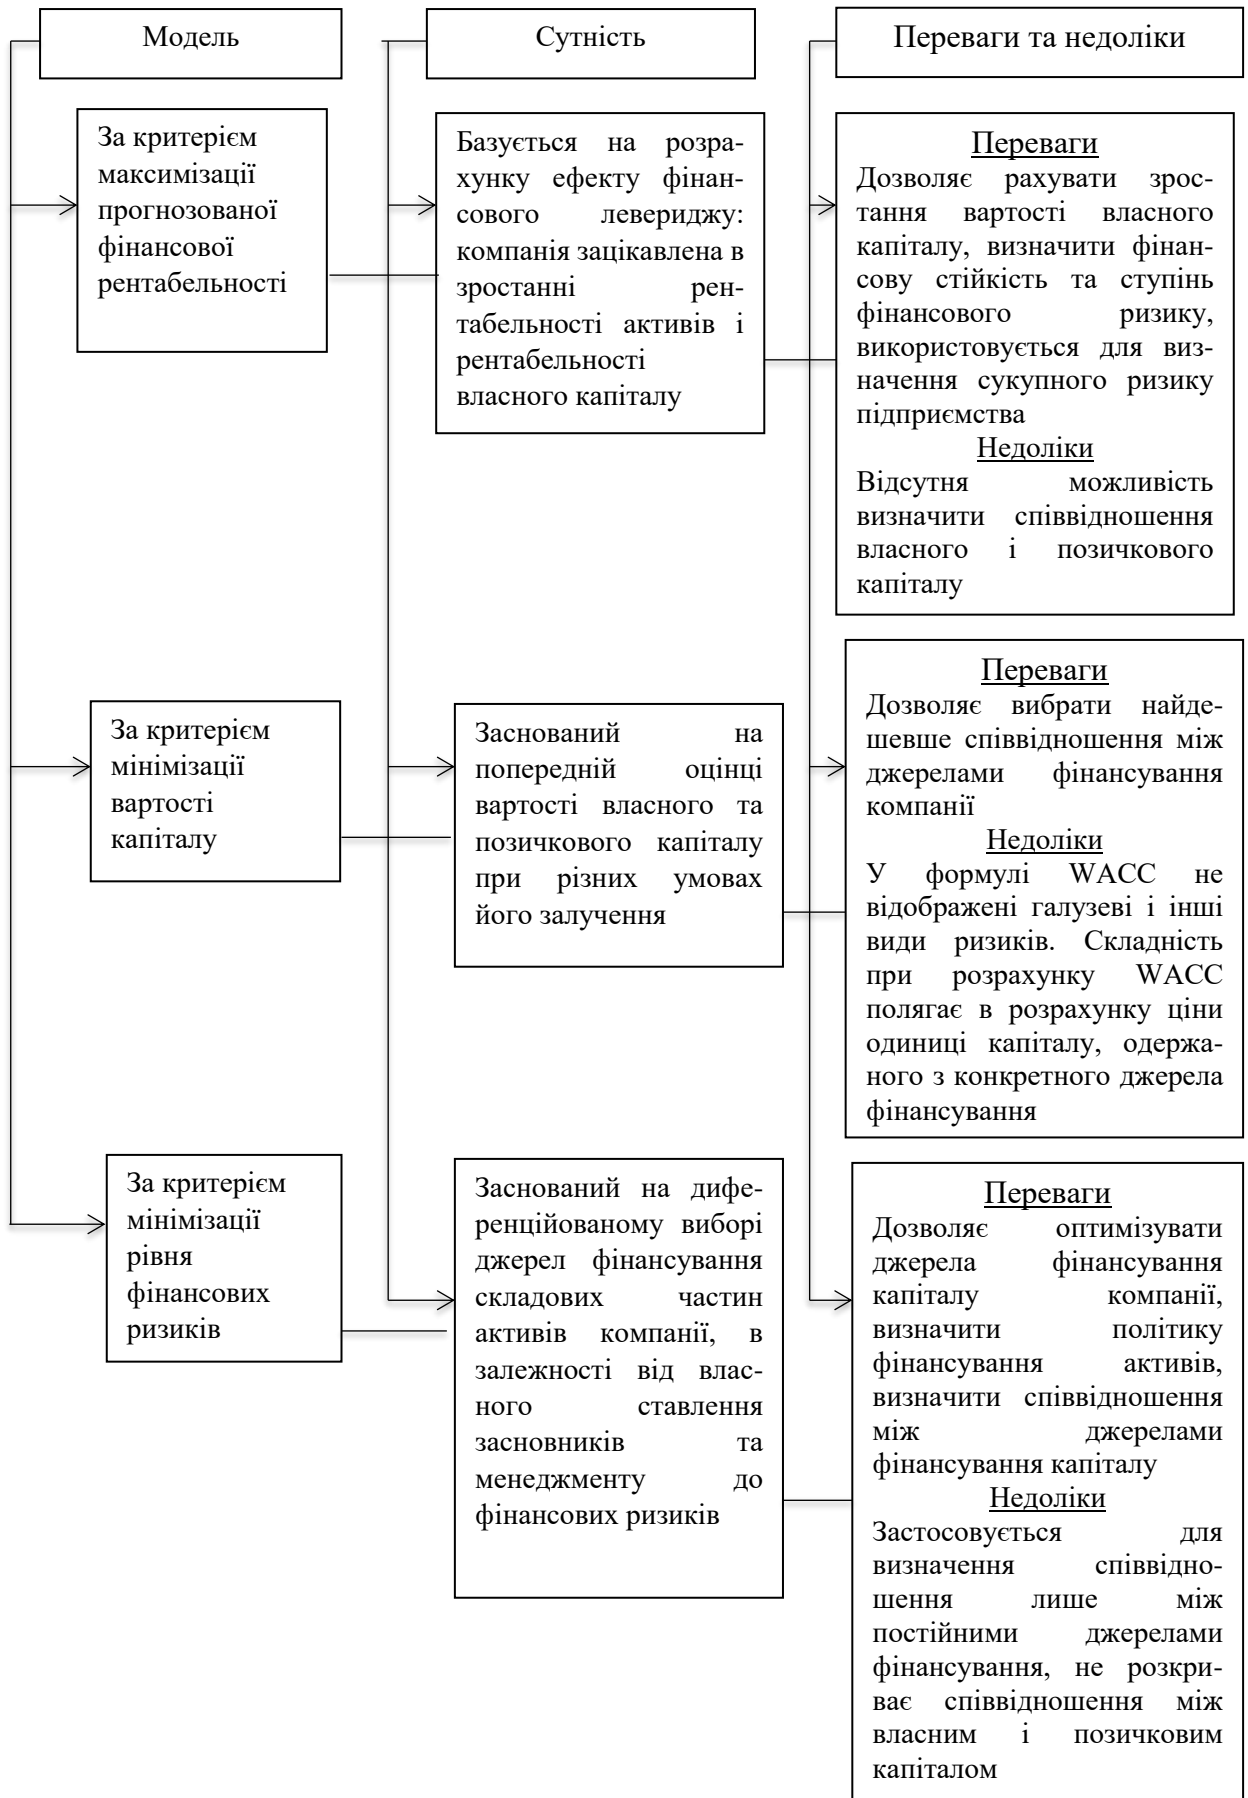 Модель
Сутність
Переваги та недоліки
За критерієм
максимізації
прогнозованої
фінансової
рентабельності
Базується на розра-
хунку ефекту фінан-
сового левериджу:
компанія зацікавлена в
зростанні рен-
табельності активів і
рентабельності
власного капіталу
Переваги
Дозволяє рахувати зрос-
тання вартості власного
капіталу, визначити фінан-
сову стійкість та ступінь
фінансового ризику,
використовується для виз-
начення сукупного ризику
підприємства
Недоліки
Відсутня можливість
визначити співвідношення
власного і позичкового
капіталу
За критерієм
мінімізації
вартості
капіталу
Заснований на
попередній оцінці
вартості власного та
позичкового капіталу
при різних умовах
його залучення
Переваги
Дозволяє вибрати найде-
шевше співвідношення між
джерелами фінансування
компанії
Недоліки
У формулі WACC не
відображені галузеві і інші
види ризиків. Складність
при розрахунку WACC
полягає в розрахунку ціни
одиниці капіталу, одержа-
ного з конкретного джерела
фінансування
За критерієм
мінімізації
рівня
фінансових
ризиків
Заснований на дифе-
ренційованому виборі
джерел фінансування
складових частин
активів компанії, в
залежності від влас-
ного ставлення
засновників та
менеджменту до
фінансових ризиків
Переваги
Дозволяє оптимізувати
джерела фінансування
капіталу компанії,
визначити політику
фінансування активів,
визначити співвідношення
між джерелами
фінансування капіталу
Недоліки
Застосовується для
визначення співвідно-
шення лише між
постійними джерелами
фінансування, не розкри-
ває співвідношення між
власним і позичковим
капіталом